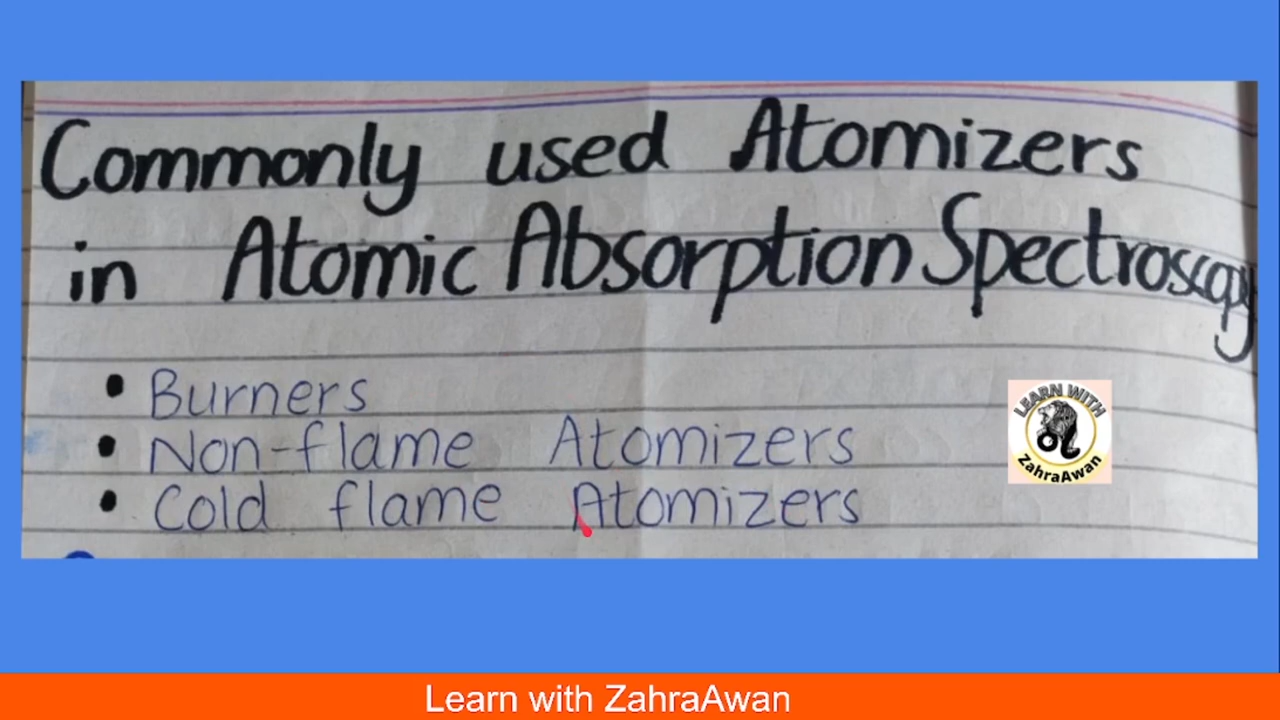 Commonly used Atomizers
in Atomic Absorption Spectroscopy
• Burners
• Non-flame Atomizers
• Cold flame Atomizers
LEARN WITH
ZahraAwan
Learn with ZahraAwan